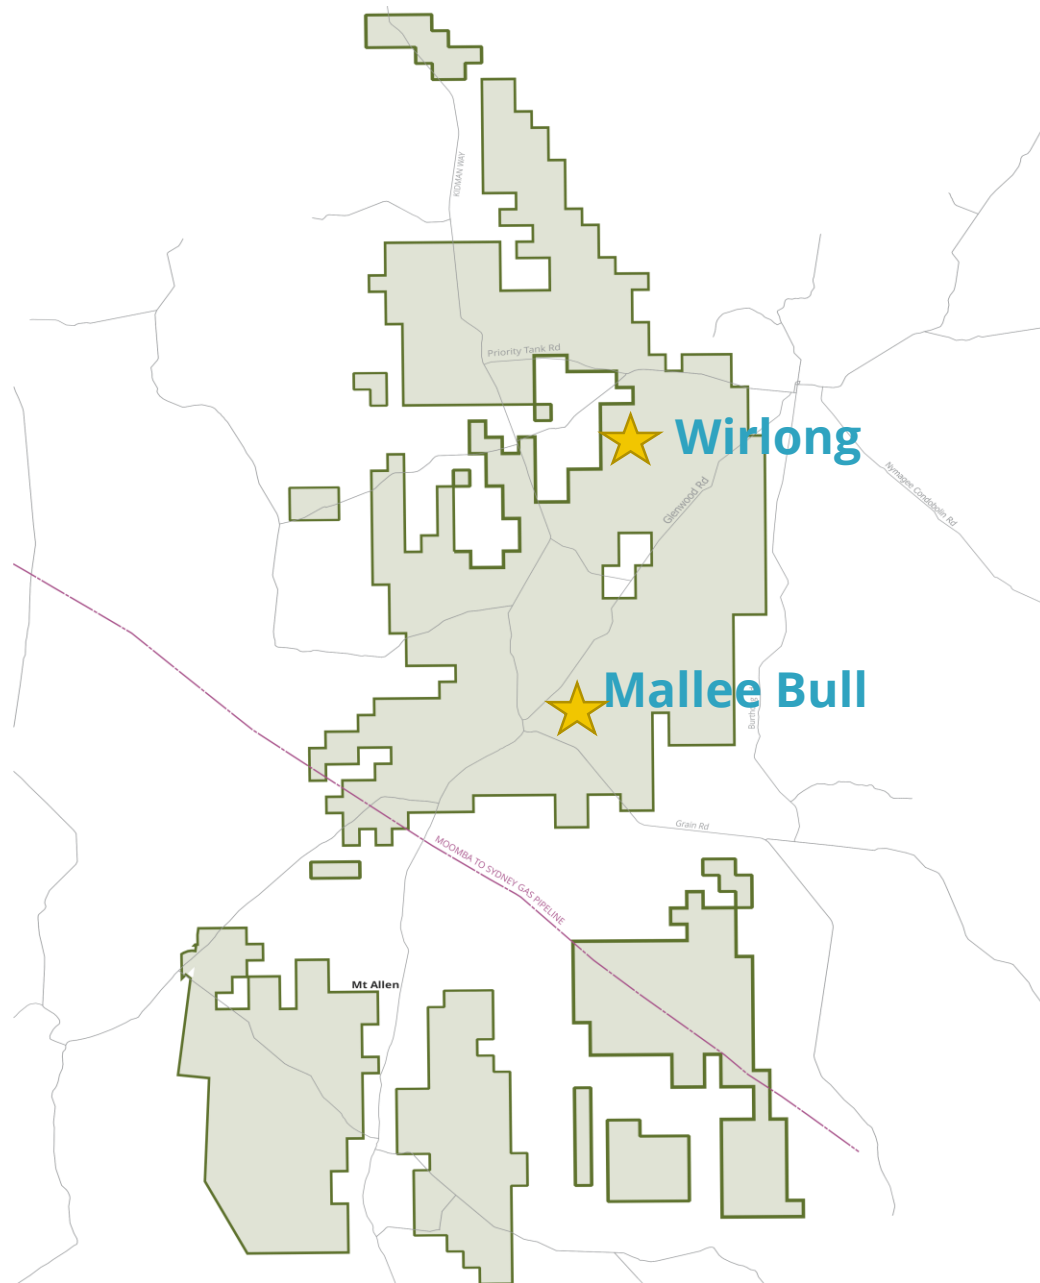 KIDMAN WAY
Priority Tank Rd
Wirlong
Nymagee Condobolin Rd
Glenwood Rd
Mallee Bull
Grain Rd
MOOMBA TO SYDNEY GAS PIPELINE
Mt Allen